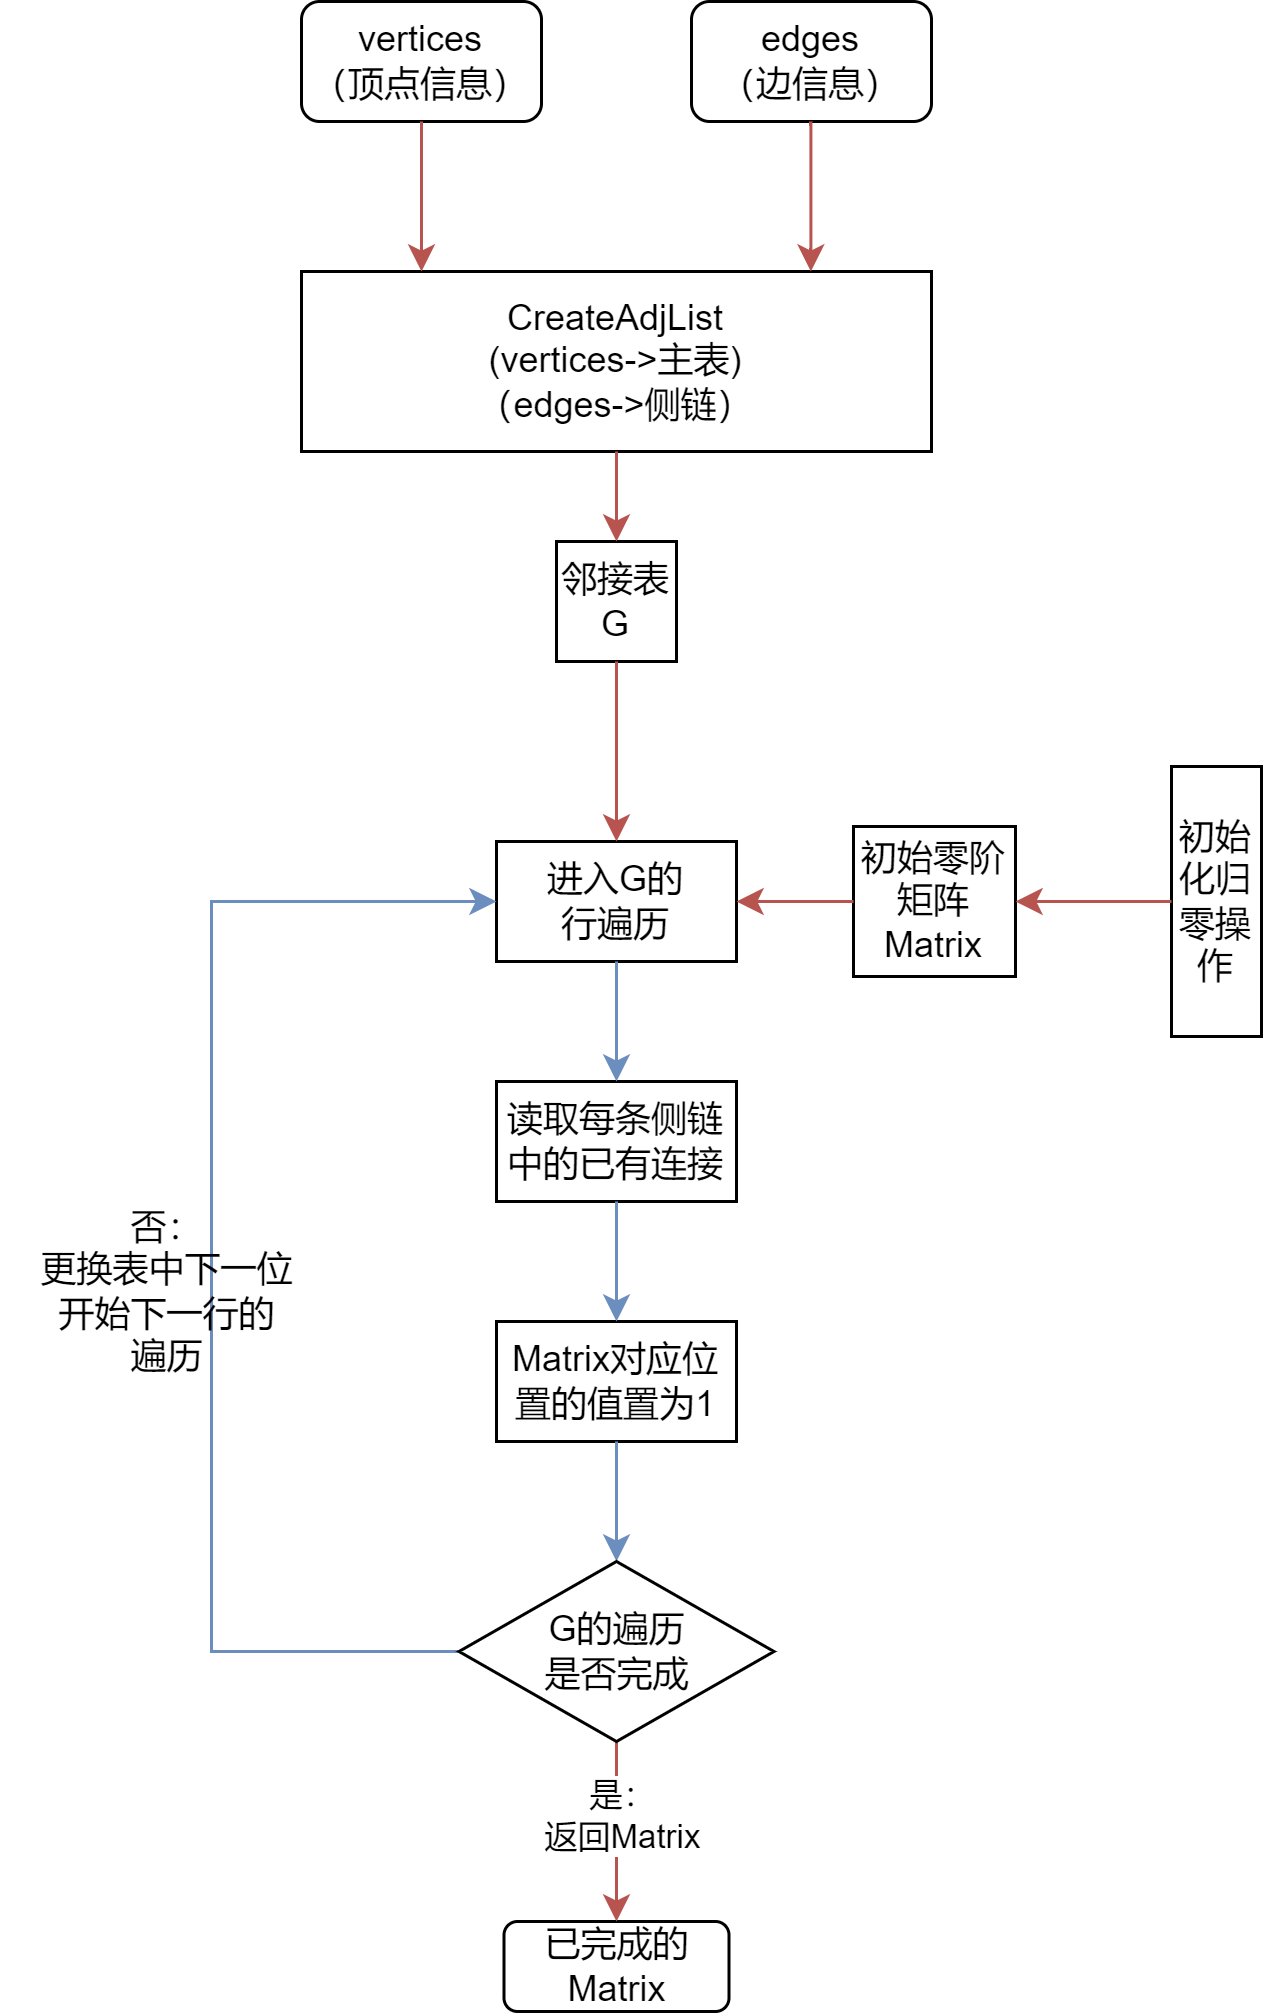 vertices
（顶点信息）
edges
（边信息）
CreateAdjList
(vertices->主表)
（edges->侧链）
邻接表
G
进入G的
行遍历
初始零阶
矩阵
Matrix
初始
化归
零操
作
读取每条侧链
中的已有连接
否：
更换表中下一位
开始下一行的
遍历
Matrix对应位
置的值置为1
G的遍历
是否完成
是：
返回Matrix
已完成的
Matrix